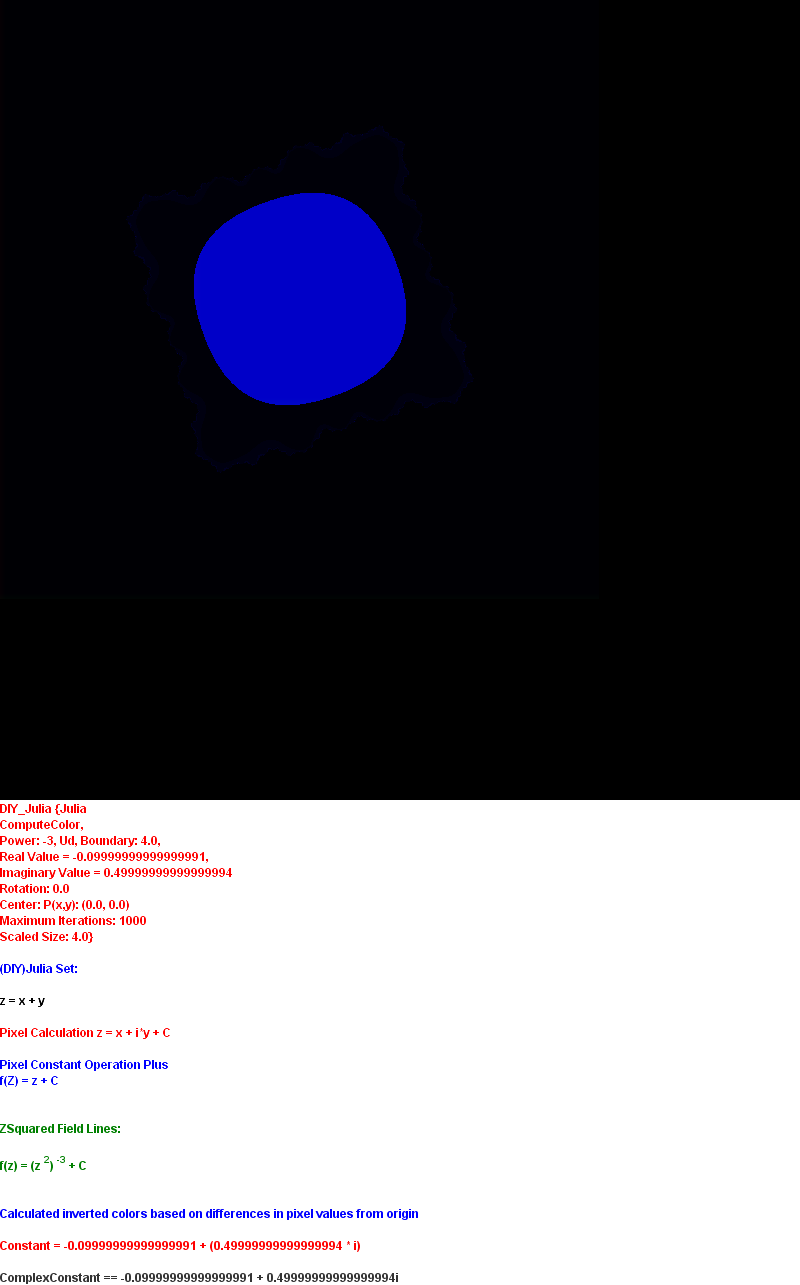 DIY_Julia {Julia
ComputeColor,
Power: -3, Ud, Boundary: 4.0,
Real Value = -0.09999999999999991,
Imaginary Value = 0.49999999999999994
Rotation: 0.0
Center: P(x,y): (0.0, 0.0)
Maximum Iterations: 1000
Scaled Size: 4.0}
(DIY)Julia Set:
z = x + y
Pixel Calculation z = x + i*y + C
Pixel Constant Operation Plus
f(Z) = z + C
ZSquared Field Lines:
f(z) = (z ²) ⁻³ + C
Calculated inverted colors based on differences in pixel values from origin
Constant = -0.09999999999999991 + (0.49999999999999994 * i)
ComplexConstant == -0.09999999999999991 + 0.49999999999999994i